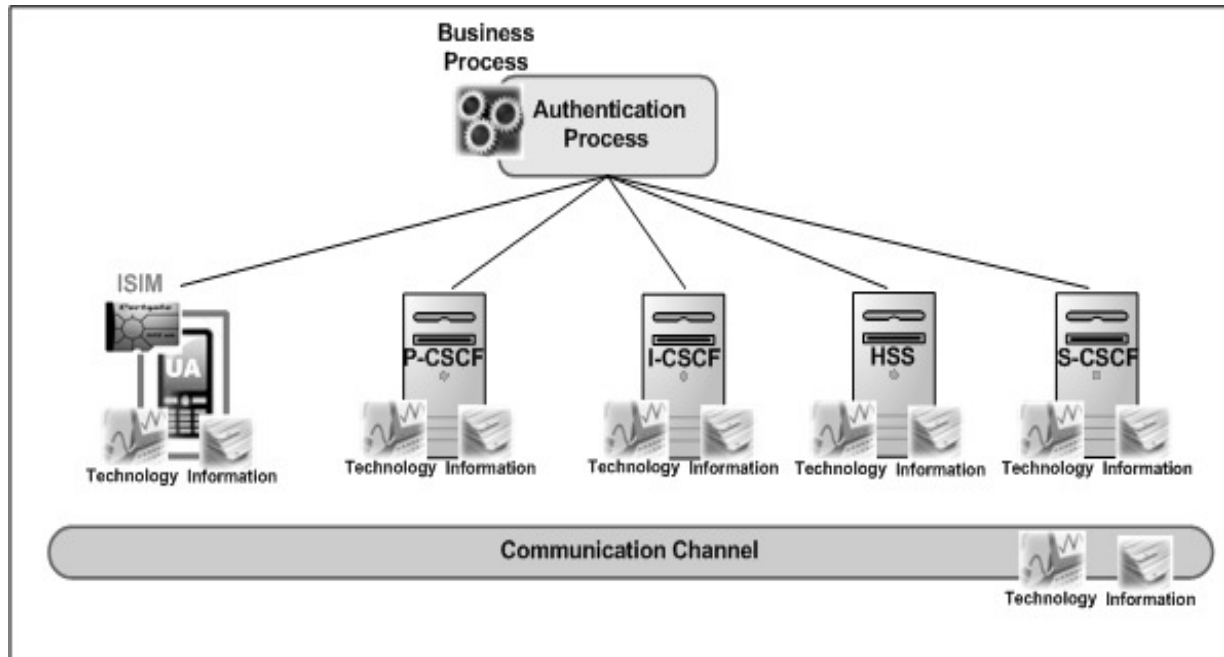 Business
Process
Authentication
Process
ISIM
UA
P-CSCF
I-CSCF
HSS
S-CSCF
Technology Information
Technology Information
Technology Information
Technology Information
Technology Information
Communication Channel
Technology Information